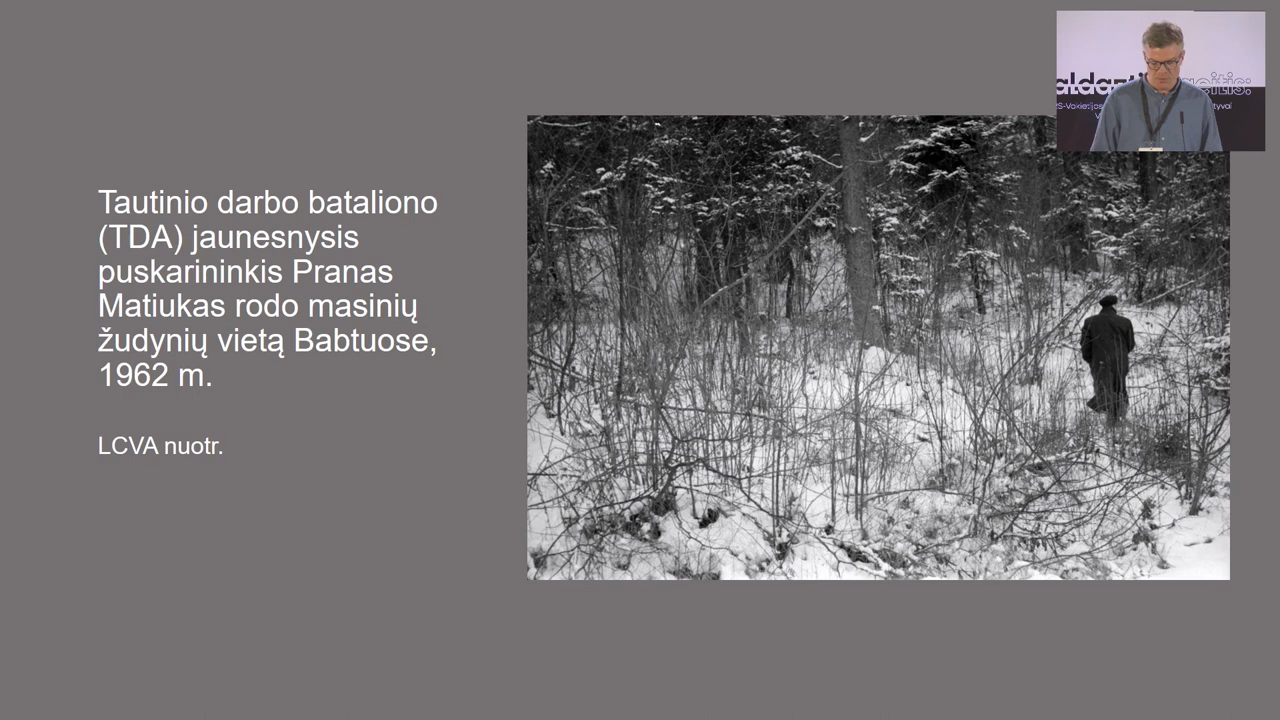 Tautinio darbo bataliono
(TDA) jaunesnysis
puskarininkis Pranas
Matiukas rodo masinių
žudynių vietą Babtuose,
1962 m.
LCVA nuotr.